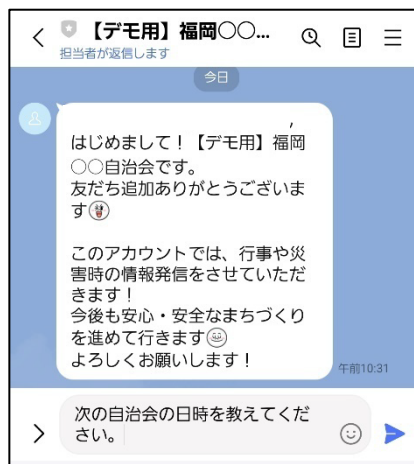 【デモ用】福岡〇〇...
担当者が返信します
今日
,
はじめまして！【デモ用】福岡
〇〇自治会です。
友だち追加ありがとうございま
す
このアカウントでは、行事や災
害時の情報発信をさせていただ
きます！
今後も安心・安全なまちづくり
を進めて行きます
よろしくお願いします！
午前10:31
次の自治会の日時を教えてくだ
さい。